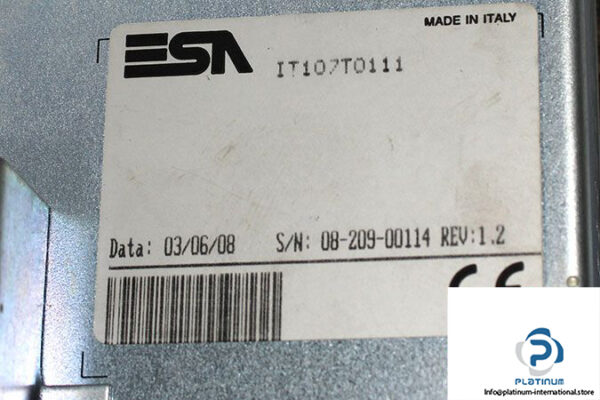 MADE IN ITALY
ESA
IT107T0111
Data: 03/06/08 S/N: 08-209-00114 REV:1.2
CE
PLATINUM
Info@platinum-international.store